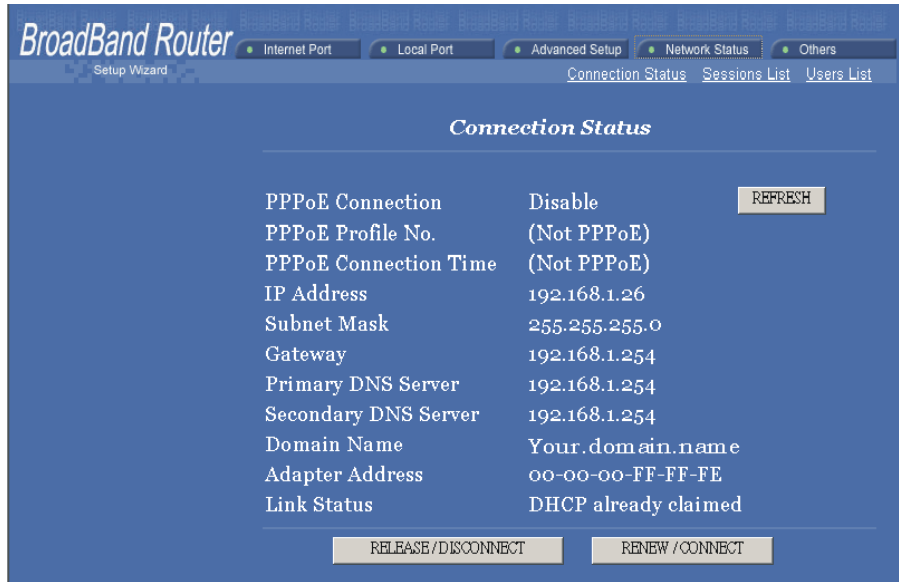 BroadBand Router
Internet Port Local Port Advanced Setup Network Status Others
Setup Wizard
Connection Status Sessions List Users List
Connection Status
PPPoE Connection Disable REFRESH
PPPoE Profile No. (Not PPPoE)
PPPoE Connection Time (Not PPPoE)
IP Address 192.168.1.26
Subnet Mask 255.255.255.0
Gateway 192.168.1.254
Primary DNS Server 192.168.1.254
Secondary DNS Server 192.168.1.254
Domain Name Your.domain.name
Adapter Address 00-00-00-FF-FF-FE
Link Status DHCP already claimed
RELEASE / DISCONNECT RENEW / CONNECT